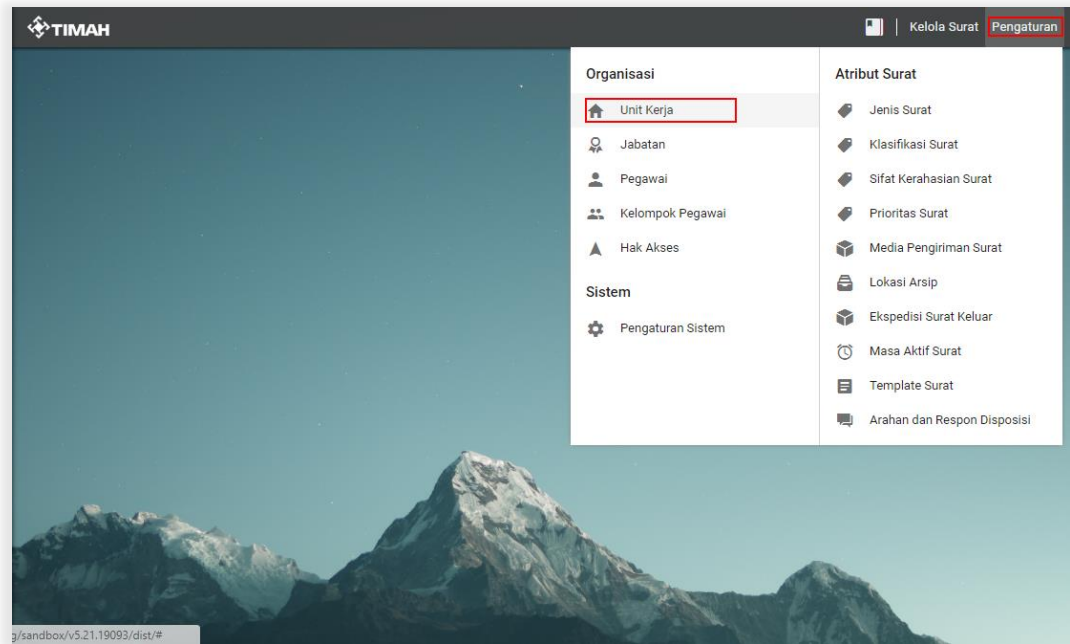 TIMAH
Kelola Surat
Pengaturan
Organisasi
Unit Kerja
Jabatan
Pegawai
Kelompok Pegawai
Hak Akses
Sistem
Pengaturan Sistem
Atribut Surat
Jenis Surat
Klasifikasi Surat
Sifat Kerahasian Surat
Prioritas Surat
Media Pengiriman Surat
Lokasi Arsip
Ekspedisi Surat Keluar
Masa Aktif Surat
Template Surat
Arahan dan Respon Disposisi
g/sandbox/v5.21.19093/dist/#